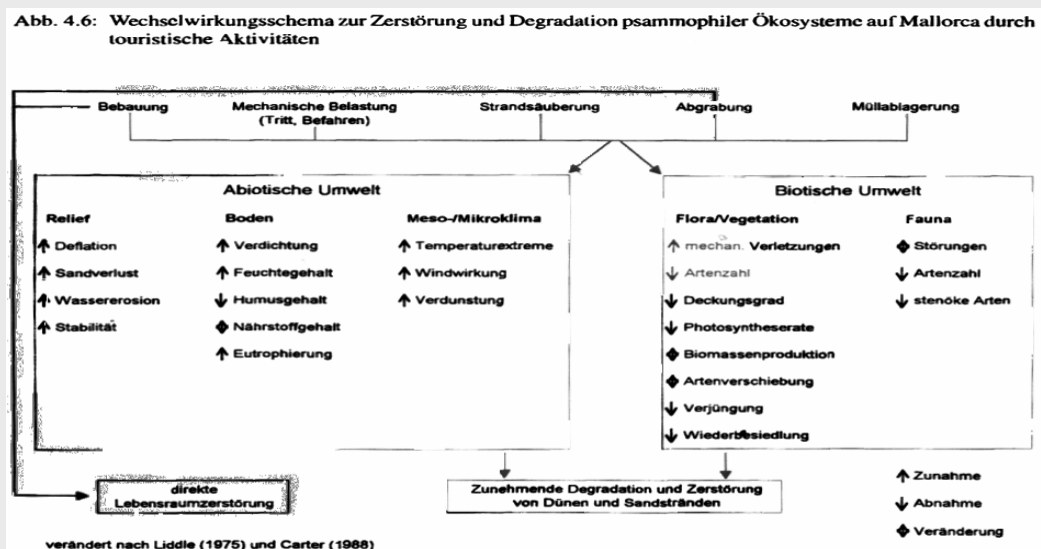 Abb. 4.6: Wechselwirkungsschema zur Zerstörung und Degradation psammophiler Ökosysteme auf Mallorca durch
touristische Aktivitäten
Bebauung
Mechanische Belastung
(Tritt, Befahren)
Strandsäuberung
Abgrabung
Müllablagerung
Abiotische Umwelt
Relief
↑ Deflation
↑ Sandverlust
↑ Wassererosion
↑ Stabilität
Boden
↑ Verdichtung
↑ Feuchtegehalt
↓ Humusgehalt
◆ Nährstoffgehalt
↑ Eutrophierung
Meso-/Mikroklima
↑ Temperaturextreme
↑ Windwirkung
↑ Verdunstung
Biotische Umwelt
Flora/Vegetation
↑ mechan. Verletzungen
↓ Artenzahl
↓ Deckungsgrad
↓ Photosyntheserate
◆ Biomassenproduktion
◆ Artenverschiebung
↓ Verjüngung
↓ Wiederbesiedlung
Fauna
◆ Störungen
↓ Artenzahl
↓ stenöke Arten
direkte
Lebensraumzerstörung
Zunehmende Degradation und Zerstörung
von Dünen und Sandstränden
↑ Zunahme
↓ Abnahme
◆ Veränderung
verändert nach Liddle (1975) und Carter (1988)